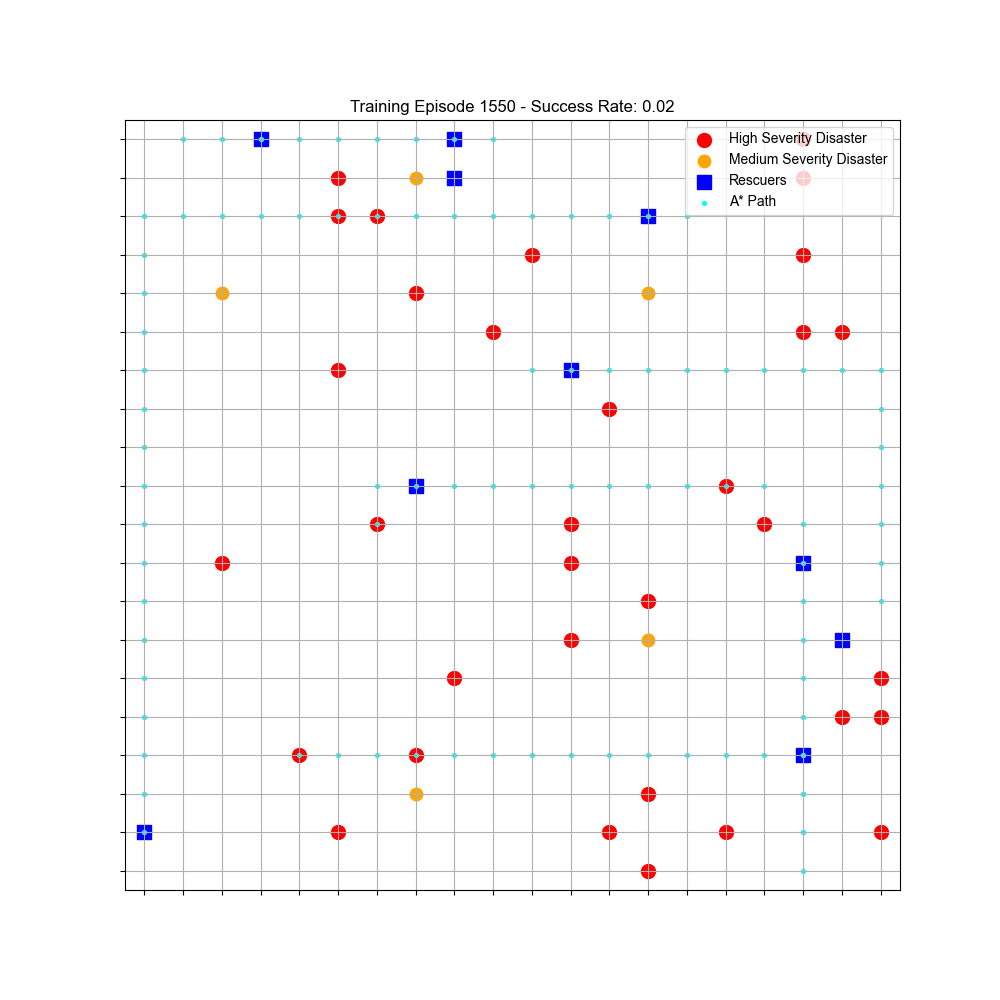 Training Episode 1550 - Success Rate: 0.02
High Severity Disaster
Medium Severity Disaster
Rescuers
A* Path